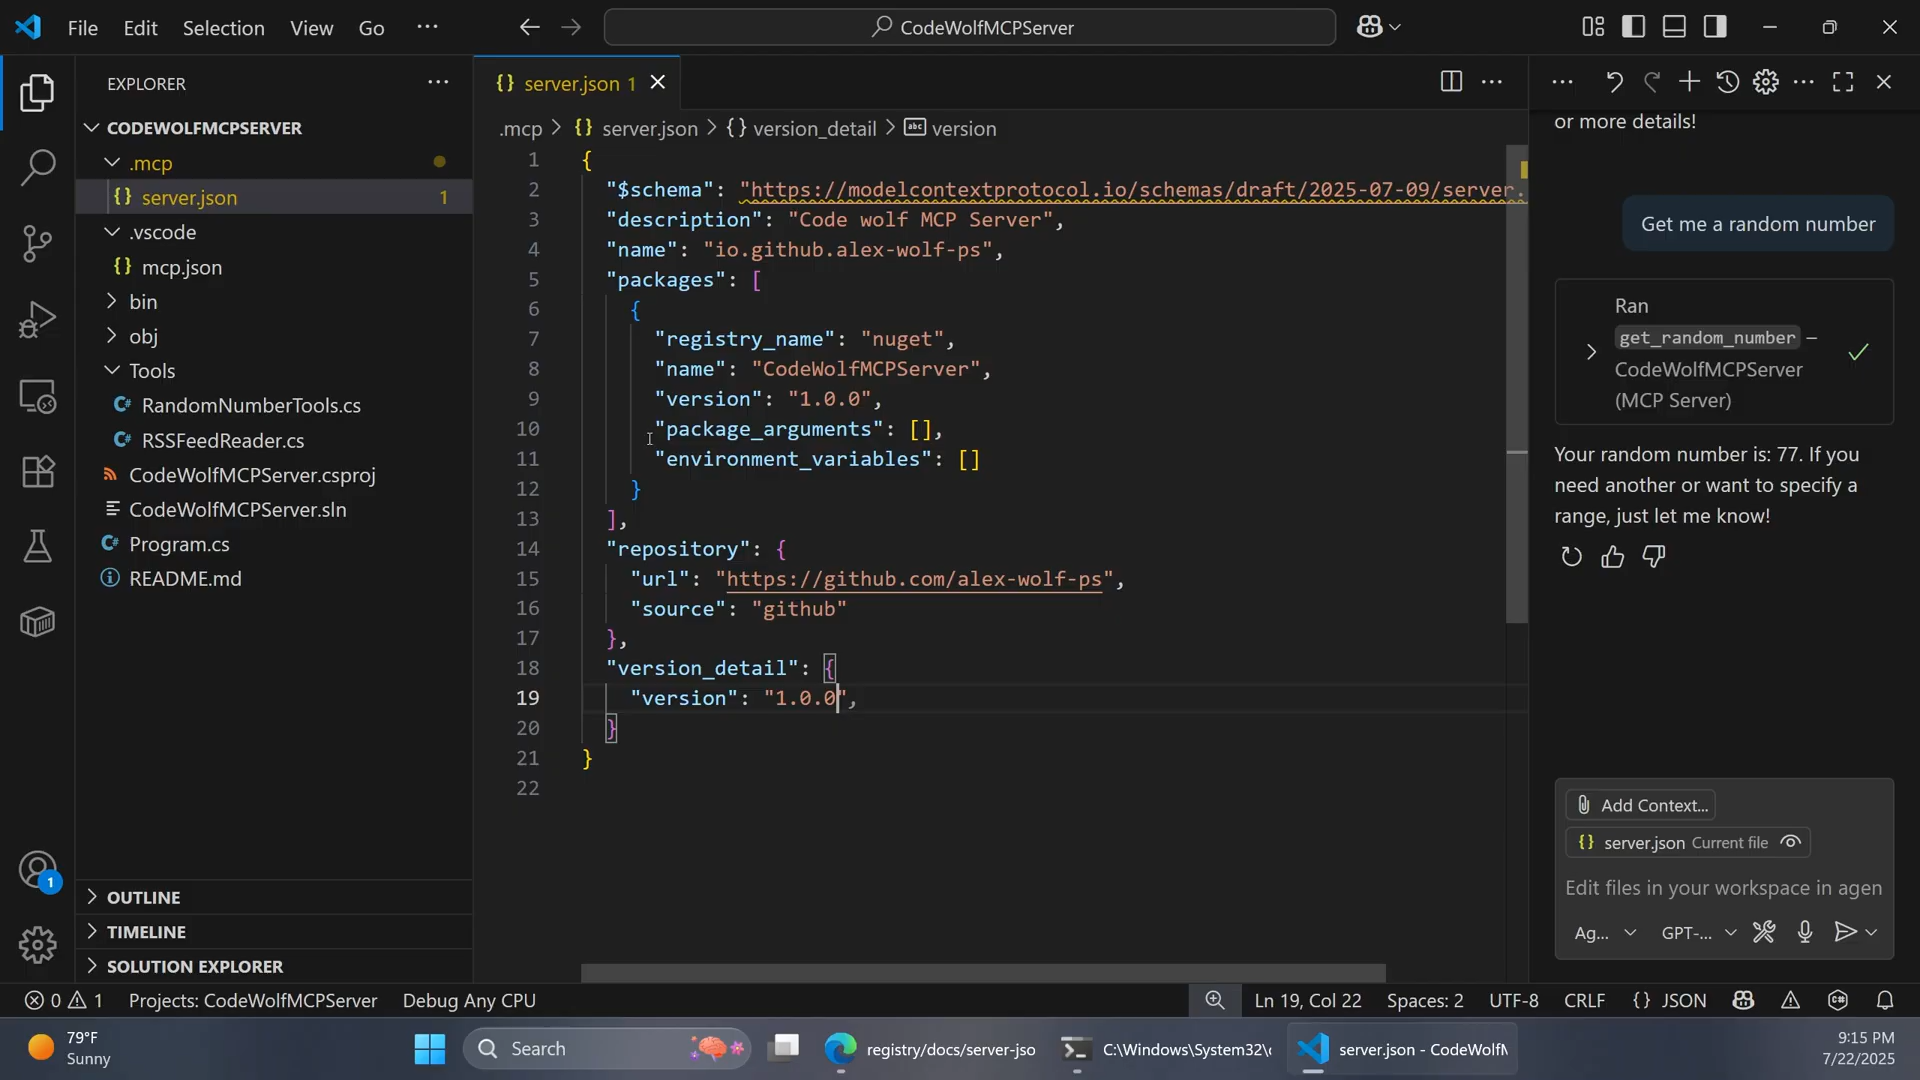 File Edit Selection View Go ···
CodeWolfMCPServer
EXPLORER
CODEWOLFMCPSERVER
.mcp
{} server.json 1
.vscode
{} mcp.json
bin
obj
Tools
C# RandomNumberTools.cs
C# RSSFeedReader.cs
CodeWolfMCPServer.csproj
CodeWolfMCPServer.sln
C# Program.cs
README.md
OUTLINE
TIMELINE
SOLUTION EXPLORER
1
{} server.json 1
.mcp > {} server.json > {} version_detail > abc version
1 {
2 "$schema": "https://modelcontextprotocol.io/schemas/draft/2025-07-09/server.
3 "description": "Code wolf MCP Server",
4 "name": "io.github.alex-wolf-ps",
5 "packages": [
6 {
7 "registry_name": "nuget",
8 "name": "CodeWolfMCPServer",
9 "version": "1.0.0",
10 "package_arguments": [],
11 "environment_variables": []
12 }
13 ],
14 "repository": {
15 "url": "https://github.com/alex-wolf-ps",
16 "source": "github"
17 },
18 "version_detail": {
19 "version": "1.0.0",
20 }
21 }
22
or more details!
Get me a random number
Ran
get_random_number –
CodeWolfMCPServer
(MCP Server)
Your random number is: 77. If you
need another or want to specify a
range, just let me know!
Add Context...
{} server.json Current file
Edit files in your workspace in agen
Ag... GPT-...
0 1 Projects: CodeWolfMCPServer Debug Any CPU
Ln 19, Col 22 Spaces: 2 UTF-8 CRLF {} JSON
79°F
Sunny
Search
registry/docs/server-jso
C:\Windows\System32\c
server.json - CodeWolfM
9:15 PM
7/22/2025